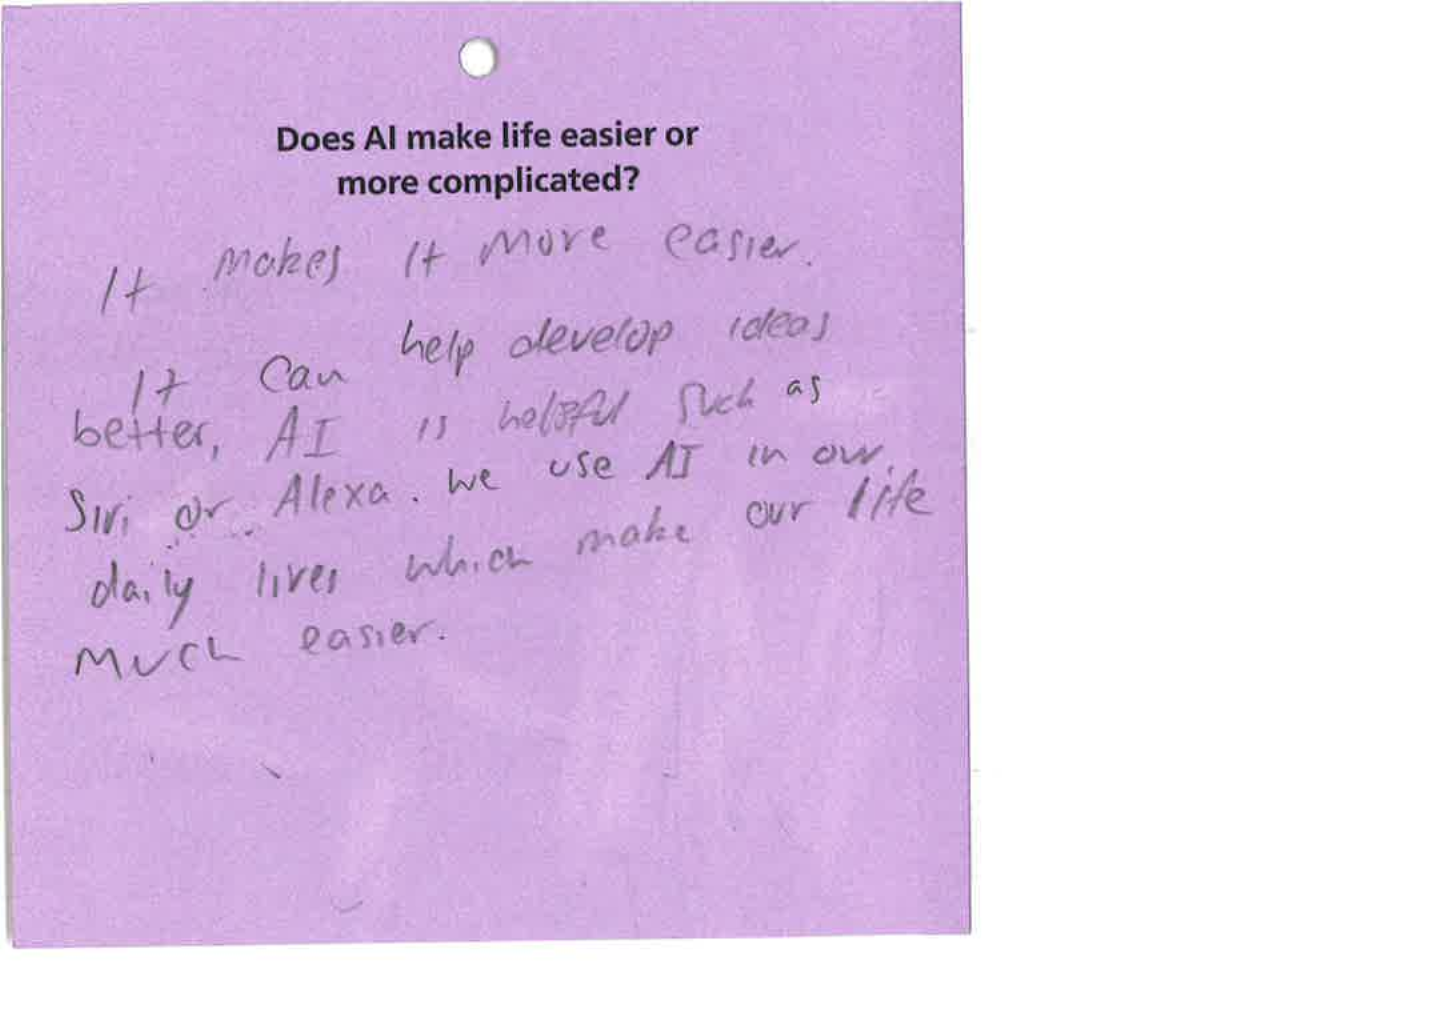 Does AI make life easier or
more complicated?
It makes it more easier.
It can help develop ideas
better, AI is helpful such as
Siri or Alexa. we use AI in our
daily lives which make our life
much easier.